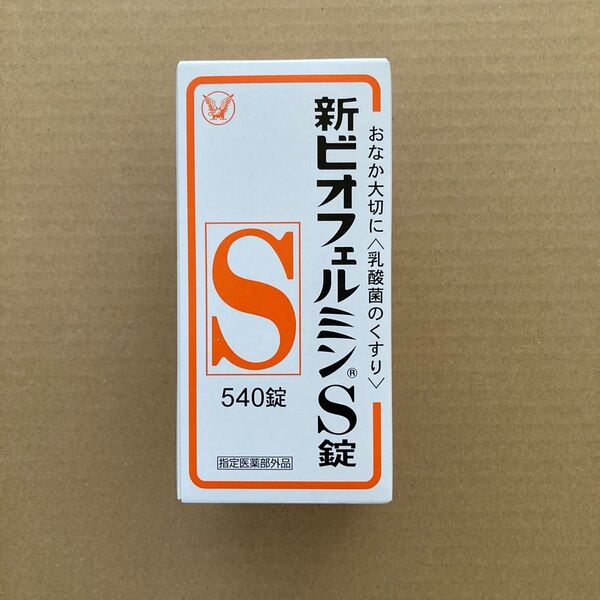 おなか大切に〈乳酸菌のくすり〉
新ビオフェルミン®S錠
S
540錠
指定医薬部外品